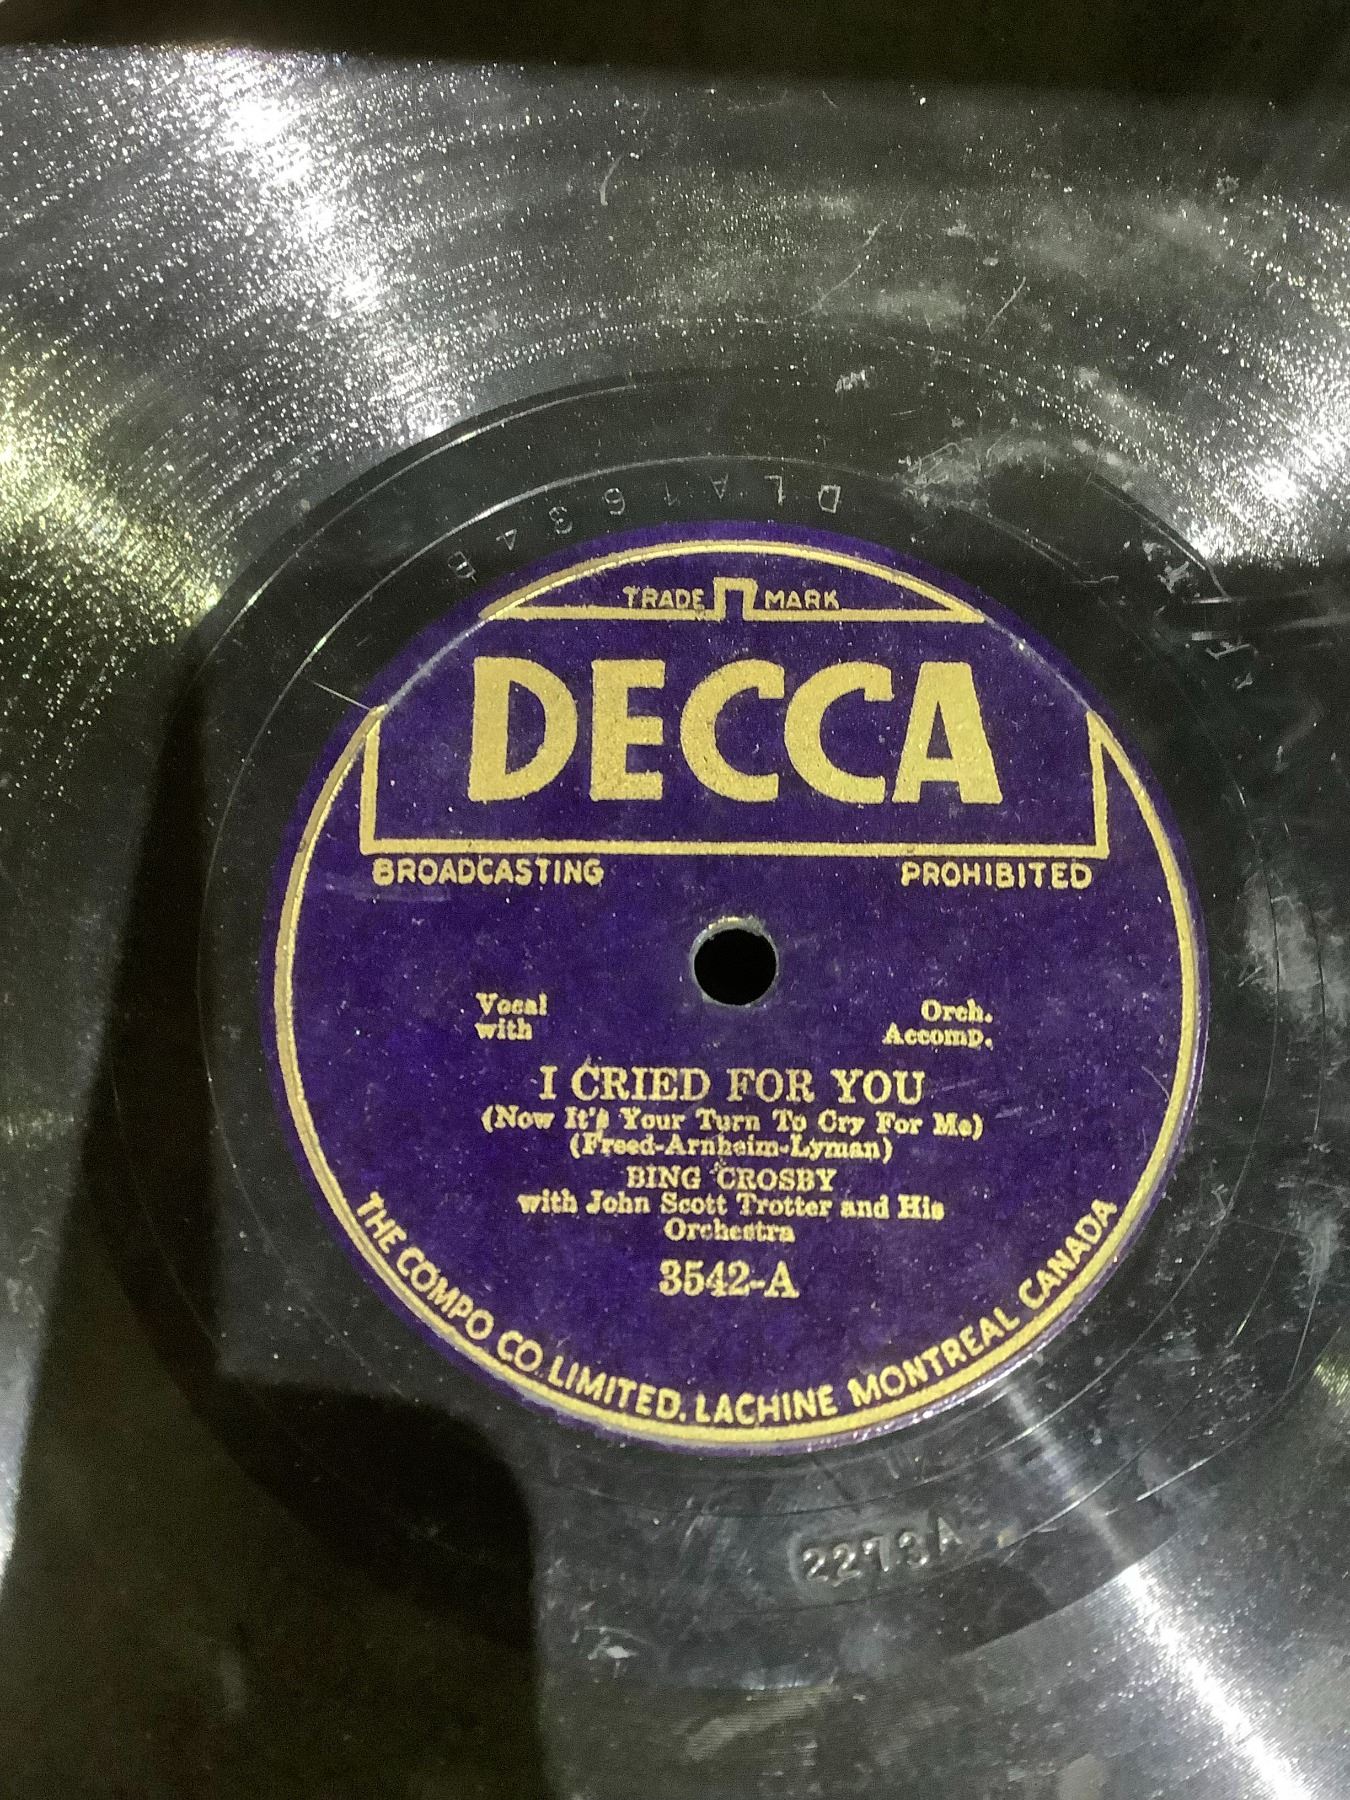 DLA1634B
TRADE MARK
DECCA
BROADCASTING PROHIBITED
Vocal with
Orch. Accomp.
I CRIED FOR YOU
(Now It's Your Turn To Cry For Me)
(Freed-Arnheim-Lyman)
BING CROSBY
with John Scott Trotter and His
Orchestra
3542-A
THE COMPO CO. LIMITED, LACHINE MONTREAL CANADA
2273A